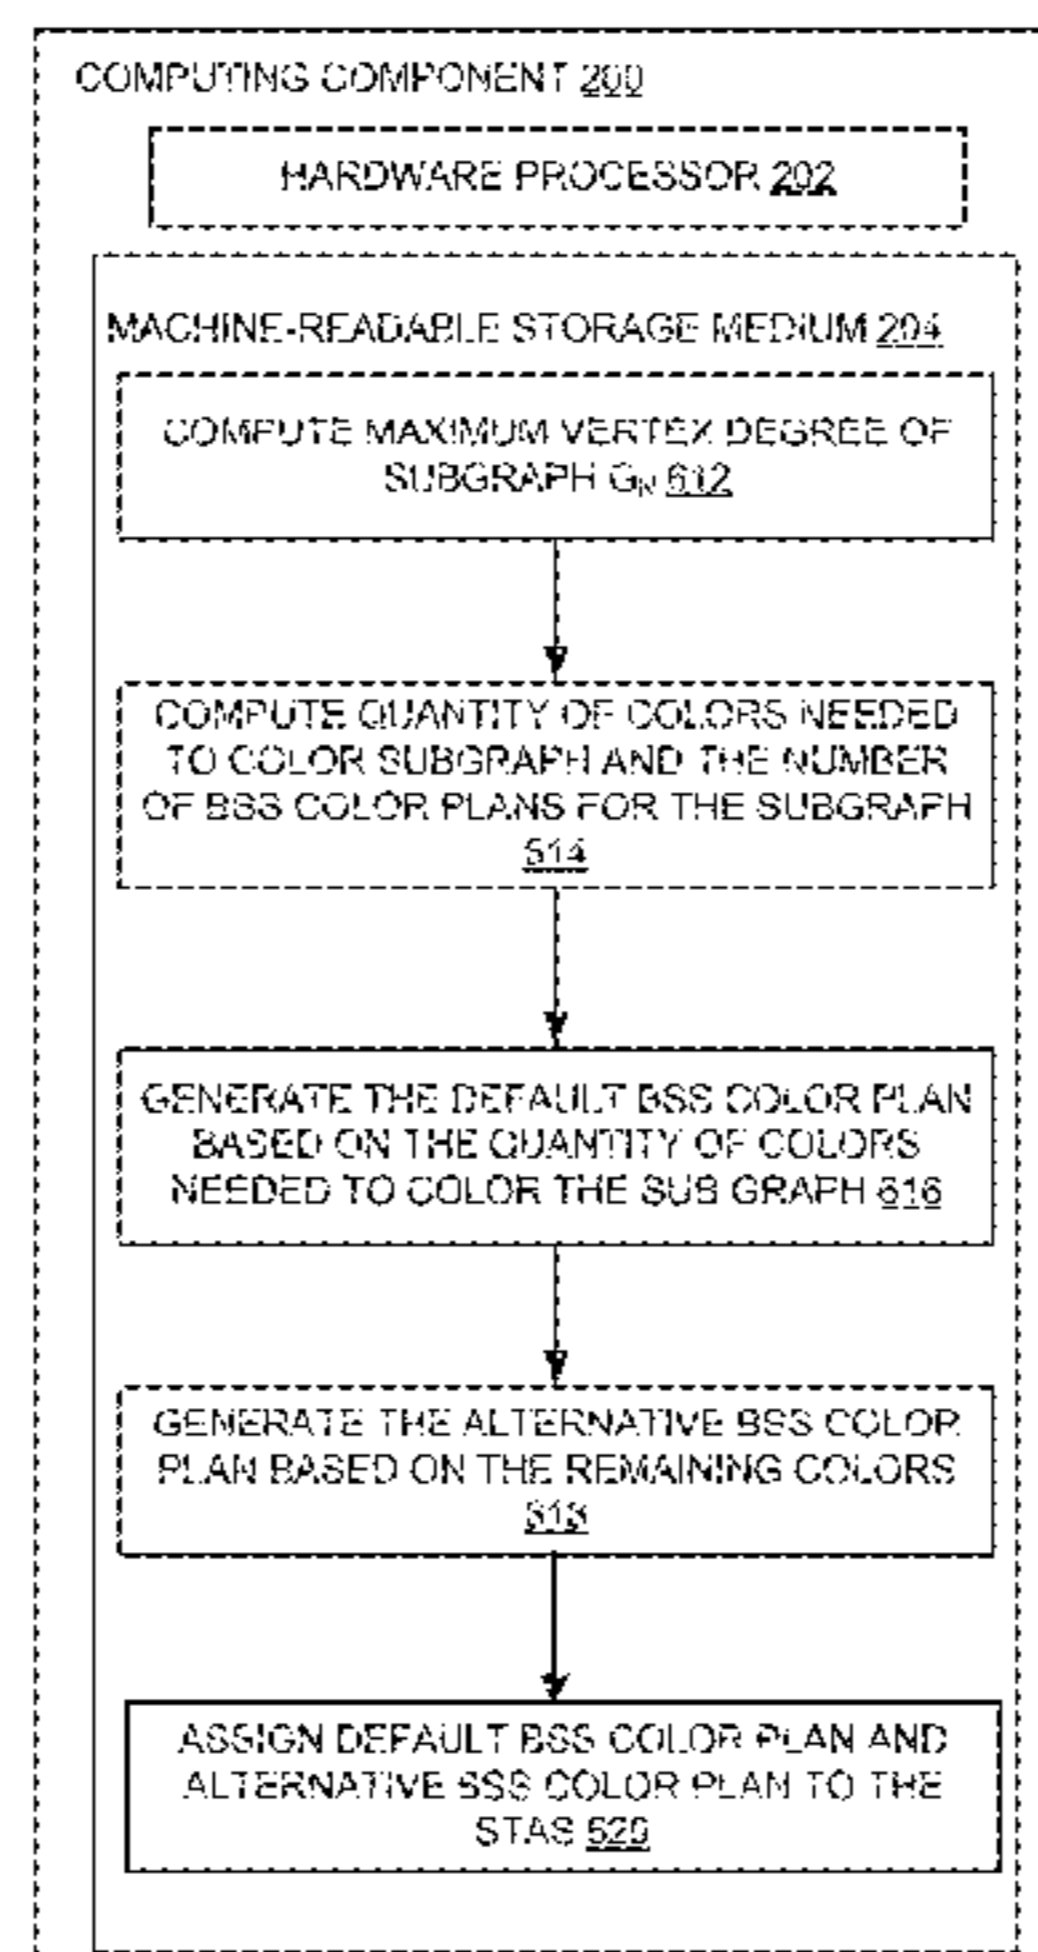 COMPUTING COMPONENT 200
HARDWARE PROCESSOR 202
MACHINE-READABLE STORAGE MEDIUM 204
COMPUTE MAXIMUM VERTEX DEGREE OF
SUBGRAPH GN 512
COMPUTE QUANTITY OF COLORS NEEDED
TO COLOR SUBGRAPH AND THE NUMBER
OF BSS COLOR PLANS FOR THE SUBGRAPH
514
GENERATE THE DEFAULT BSS COLOR PLAN
BASED ON THE QUANTITY OF COLORS
NEEDED TO COLOR THE SUB GRAPH 516
GENERATE THE ALTERNATIVE BSS COLOR
PLAN BASED ON THE REMAINING COLORS
518
ASSIGN DEFAULT BSS COLOR PLAN AND
ALTERNATIVE BSS COLOR PLAN TO THE
STAS 520